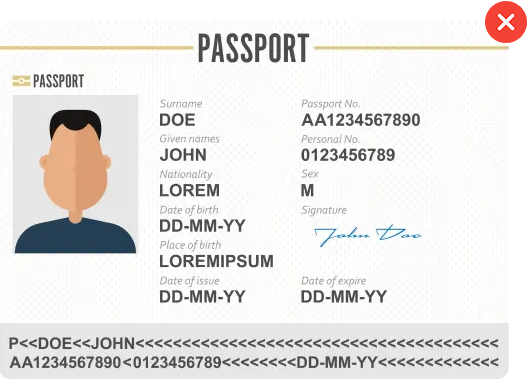 PASSPORT
PASSPORT
Surname
DOE
Passport No.
AA1234567890
Given names
JOHN
Personal No.
0123456789
Nationality
LOREM
Sex
M
Date of birth
DD-MM-YY
Signature
John Doe
Place of birth
LOREMIPSUM
Date of issue
DD-MM-YY
Date of expire
DD-MM-YY
P<<DOE<<JOHN<<<<<<<<<<<<<<<<<<<<<<<<<<<<<<<<<<<<<<<
AA1234567890<0123456789<<<<<<<<DD-MM-YY<<<<<<<<<<<<<